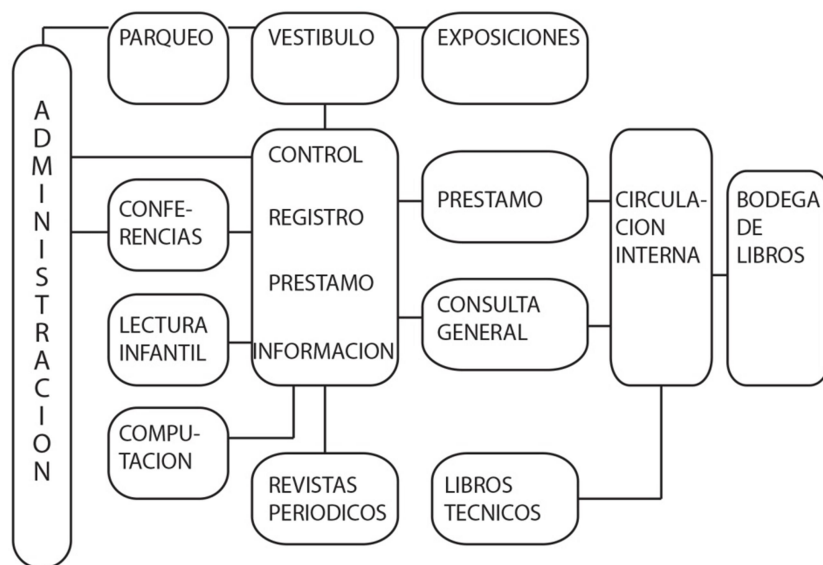 PARQUEO
VESTIBULO
EXPOSICIONES
ADMINISTRACION
CONTROL
REGISTRO
PRESTAMO
INFORMACION
CONFE-
RENCIAS
LECTURA
INFANTIL
COMPU-
TACION
REVISTAS
PERIODICOS
PRESTAMO
CONSULTA
GENERAL
LIBROS
TECNICOS
CIRCULA-
CION
INTERNA
BODEGA
DE
LIBROS